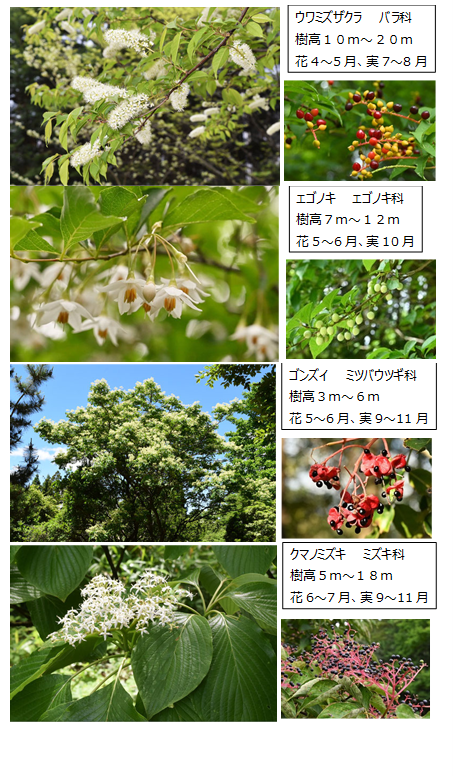 ウワミズザクラ　バラ科
樹高１０ｍ～２０ｍ
花４～５月、実７～８月
エゴノキ　エゴノキ科
樹高７ｍ～１２ｍ
花５～６月、実１０月
ゴンズイ　ミツバウツギ科
樹高３ｍ～６ｍ
花５～６月、実９～１１月
クマノミズキ　ミズキ科
樹高５ｍ～１８ｍ
花６～７月、実９～１１月